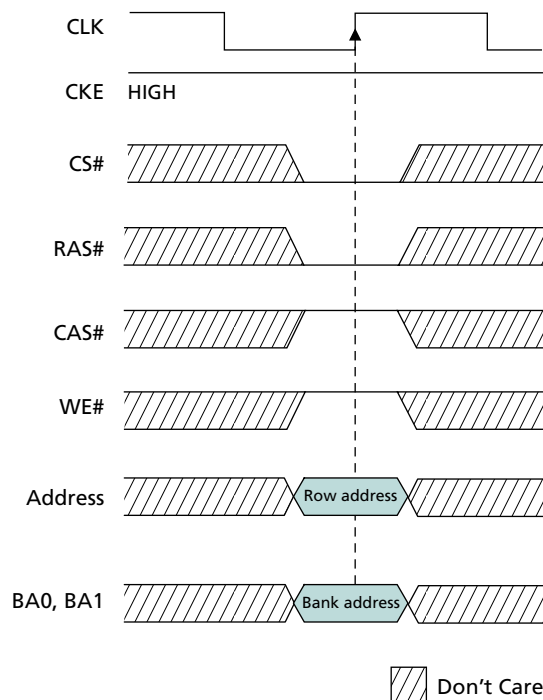 CLK
CKE HIGH
CS#
RAS#
CAS#
WE#
Address Row address
BA0, BA1 Bank address
Don't Care